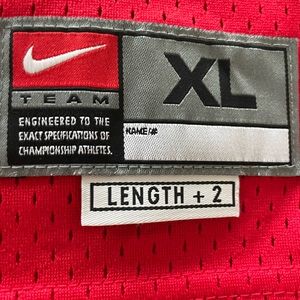 XL
TEAM
ENGINEERED TO THE
EXACT SPECIFICATIONS OF
CHAMPIONSHIP ATHLETES.
NAME/#
LENGTH + 2